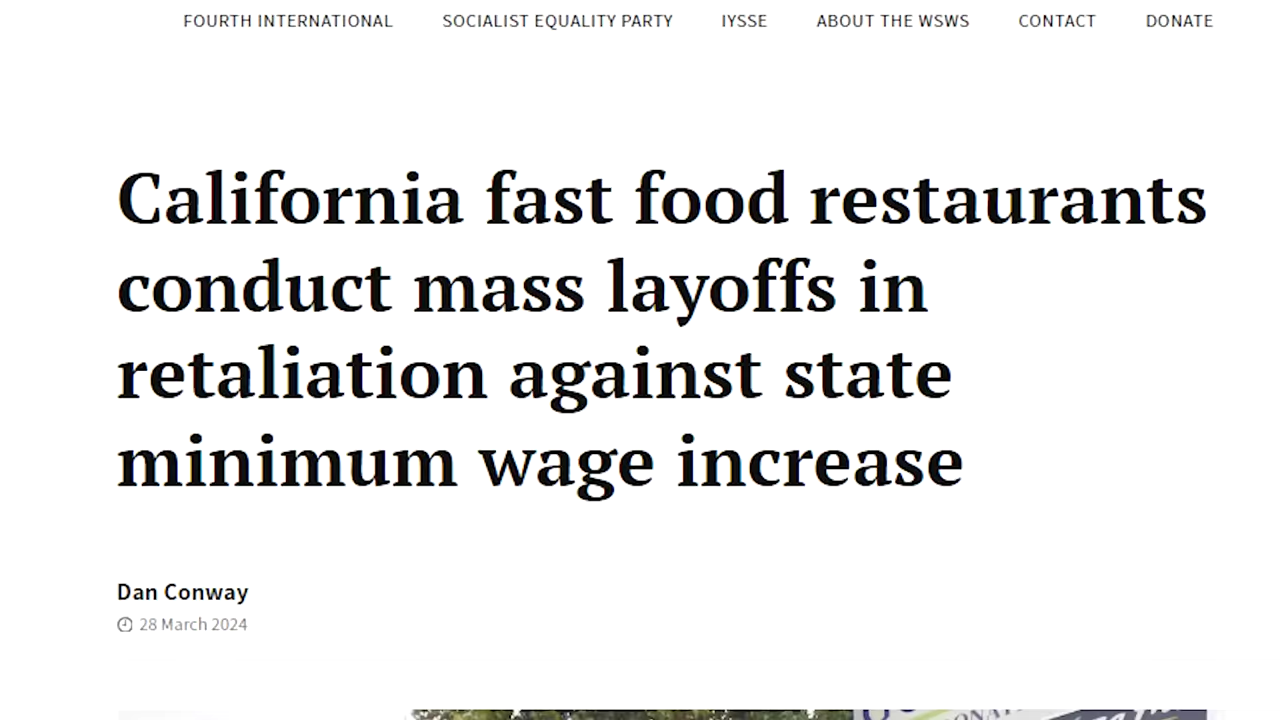 FOURTH INTERNATIONAL SOCIALIST EQUALITY PARTY IYSSE ABOUT THE WSWS CONTACT DONATE
California fast food restaurants
conduct mass layoffs in
retaliation against state
minimum wage increase
Dan Conway
28 March 2024